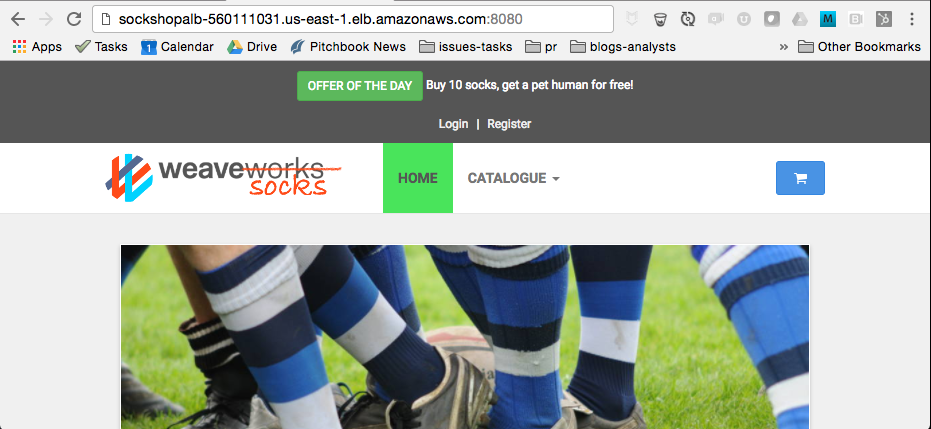 sockshopalb-560111031.us-east-1.elb.amazonaws.com:8080
Apps Tasks 1 Calendar Drive Pitchbook News issues-tasks pr blogs-analysts » Other Bookmarks
OFFER OF THE DAY Buy 10 socks, get a pet human for free!
Login | Register
weaveworks
socks
HOME CATALOGUE